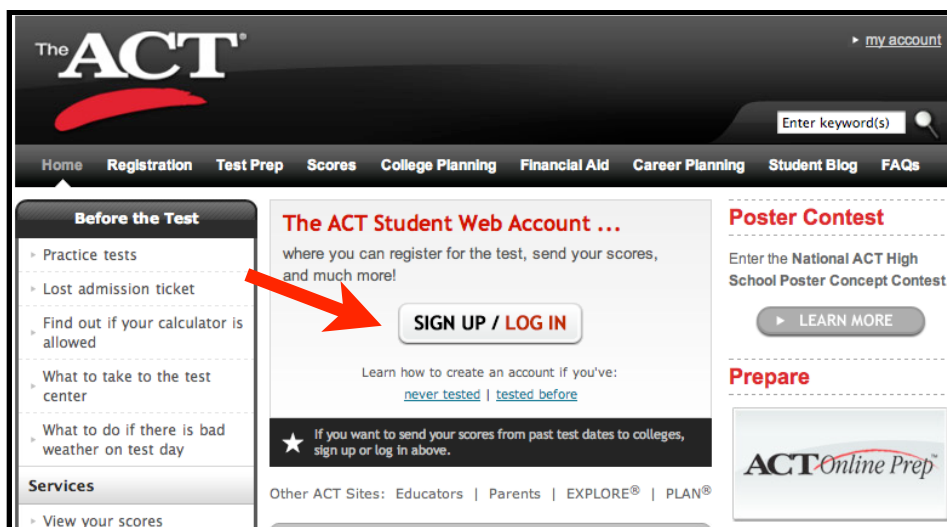 The ACT®
▸ my account
Enter keyword(s)
Home Registration Test Prep Scores College Planning Financial Aid Career Planning Student Blog FAQs
Before the Test
Practice tests
Lost admission ticket
Find out if your calculator is
allowed
What to take to the test
center
What to do if there is bad
weather on test day
Services
View your scores
The ACT Student Web Account ...
where you can register for the test, send your scores,
and much more!
SIGN UP / LOG IN
Learn how to create an account if you've:
never tested | tested before
If you want to send your scores from past test dates to colleges,
sign up or log in above.
Other ACT Sites: Educators | Parents | EXPLORE® | PLAN®
Poster Contest
Enter the National ACT High
School Poster Concept Contest
LEARN MORE
Prepare
ACT Online Prep™